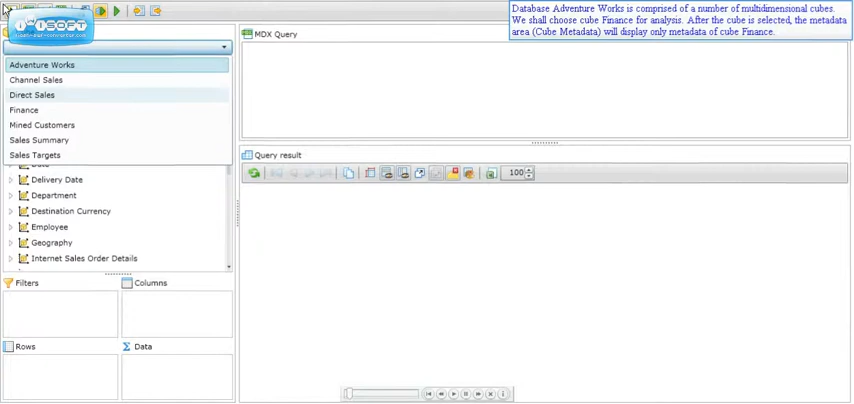 Database Adventure Works is comprised of a number of multidimensional cubes.
We shall choose cube Finance for analysis. After the cube is selected, the metadata
area (Cube Metadata) will display only metadata of cube Finance.
MDX Query
Adventure Works
Channel Sales
Direct Sales
Finance
Mined Customers
Sales Summary
Sales Targets
Date
Delivery Date
Department
Destination Currency
Employee
Geography
Internet Sales Order Details
Query result
100
Filters
Columns
Rows
Data